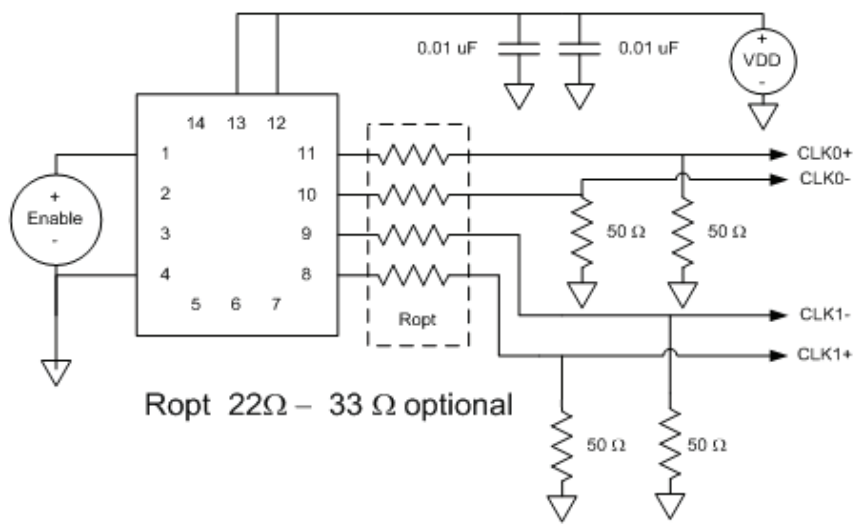 0.01 uF
0.01 uF
+
VDD
-
14 13 12
1 11
2 10
3 9
4 8
5 6 7
+
Enable
-
CLK0+
CLK0-
50 Ω
50 Ω
Ropt
CLK1-
CLK1+
Ropt 22Ω – 33 Ω optional
50 Ω
50 Ω